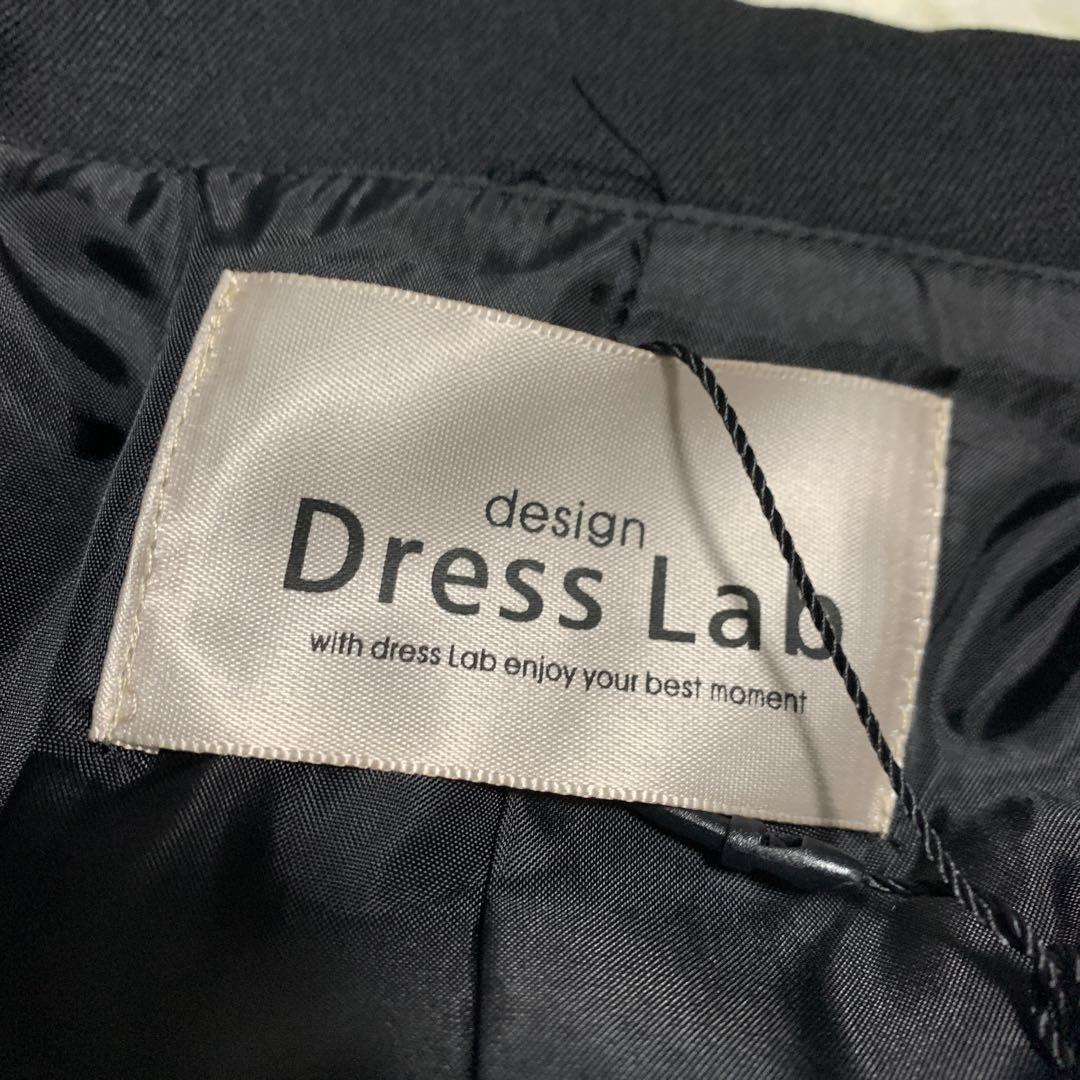 design
Dress Lab
with dress Lab enjoy your best moment